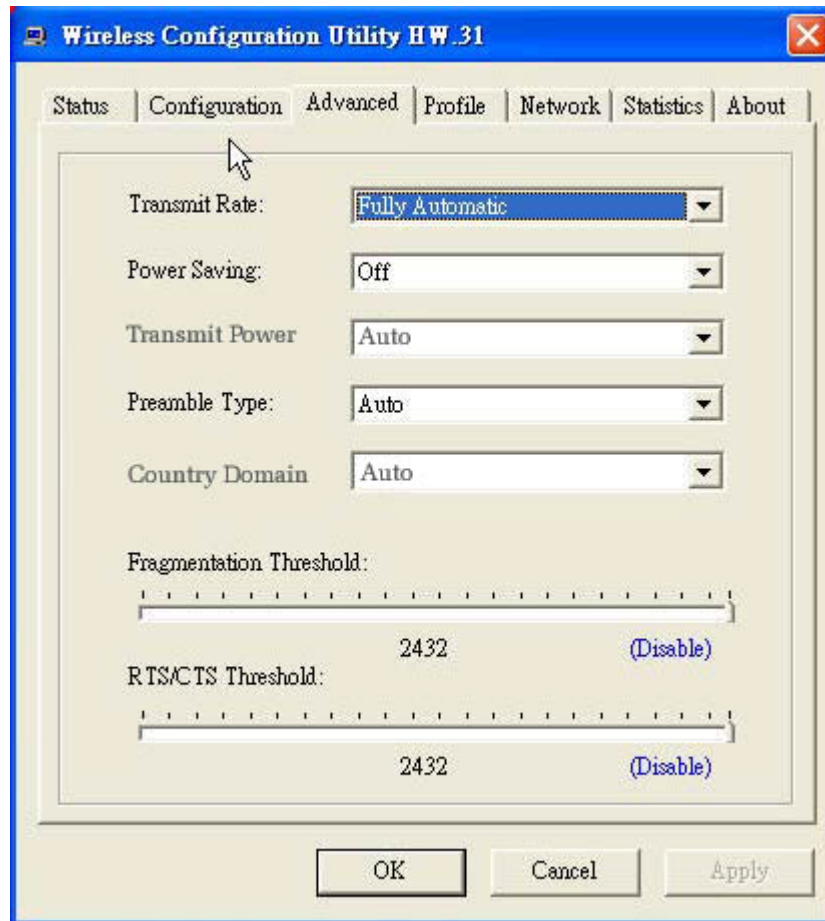 Wireless Configuration Utility HW.31
Status Configuration Advanced Profile Network Statistics About
Transmit Rate: Fully Automatic
Power Saving: Off
Transmit Power Auto
Preamble Type: Auto
Country Domain Auto
Fragmentation Threshold:
2432 (Disable)
RTS/CTS Threshold:
2432 (Disable)
OK Cancel Apply